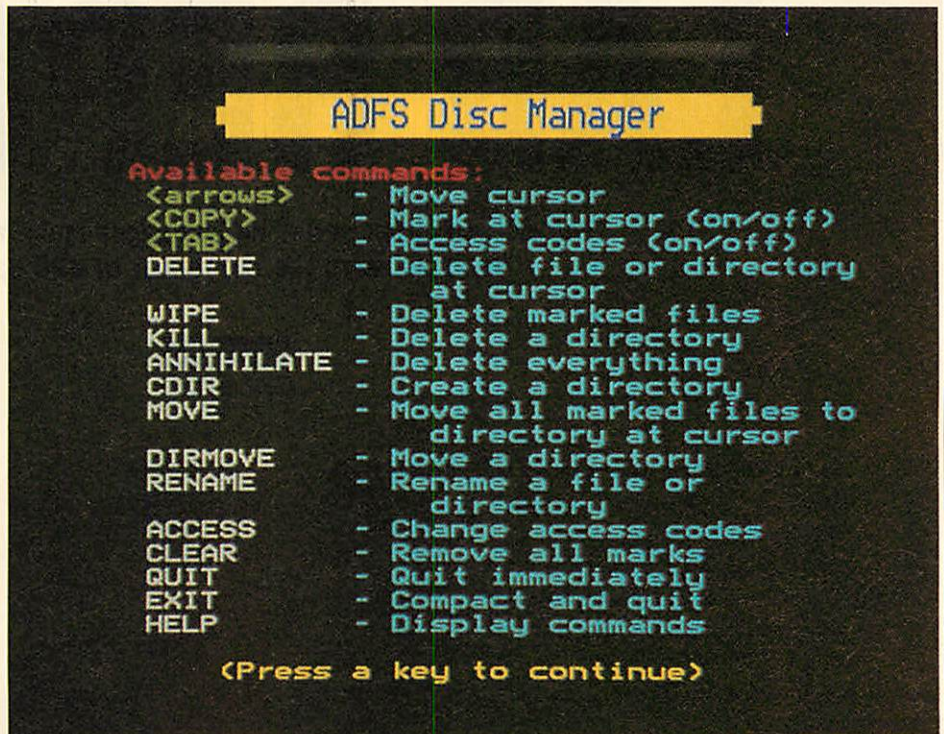 ADFS Disc Manager
Available commands:
<arrows> - Move cursor
<COPY> - Mark at cursor (on/off)
<TAB> - Access codes (on/off)
DELETE - Delete file or directory
at cursor
WIPE - Delete marked files
KILL - Delete a directory
ANNIHILATE - Delete everything
CDIR - Create a directory
MOVE - Move all marked files to
directory at cursor
DIRMOVE - Move a directory
RENAME - Rename a file or
directory
ACCESS - Change access codes
CLEAR - Remove all marks
QUIT - Quit immediately
EXIT - Compact and quit
HELP - Display commands
(Press a key to continue)